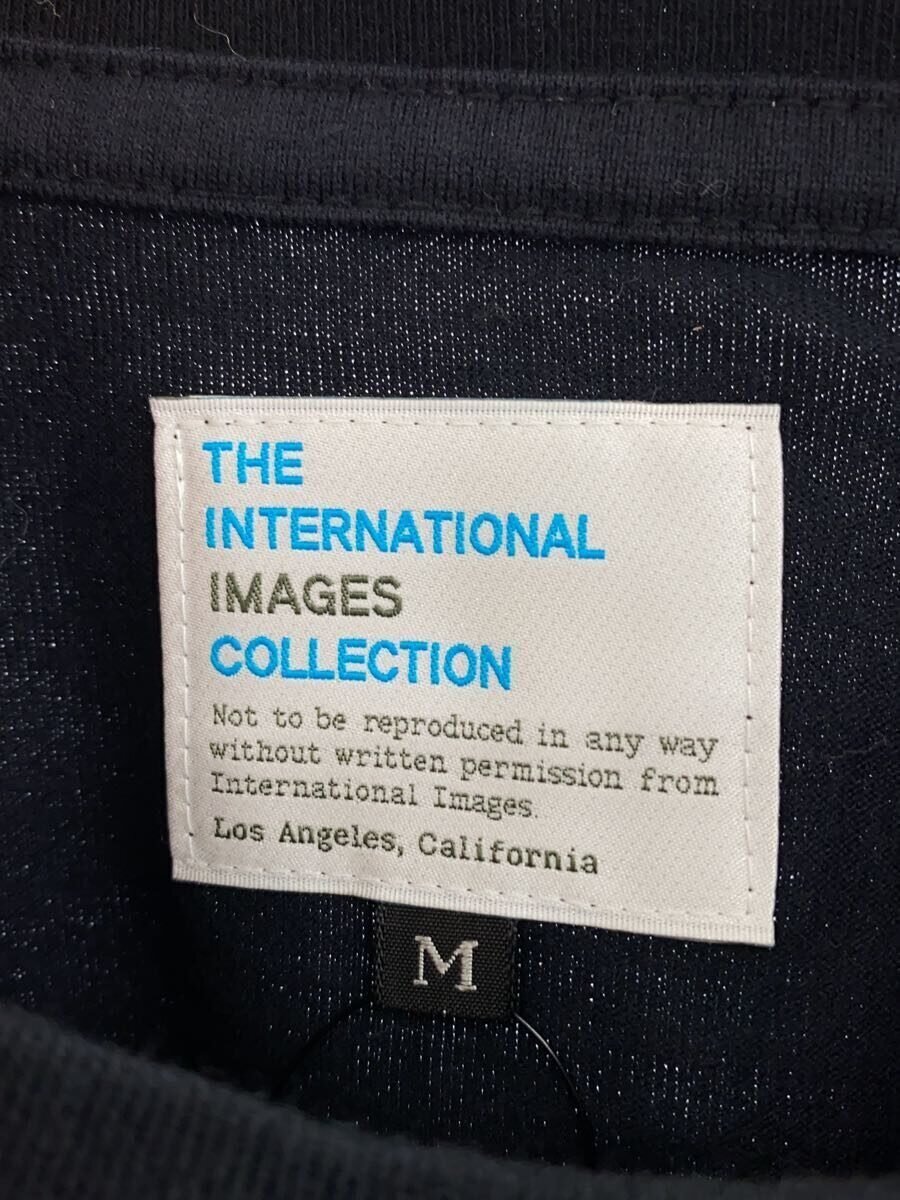 THE
INTERNATIONAL
IMAGES
COLLECTION
Not to be reproduced in any way
without written permission from
International Images.
Los Angeles, California
M